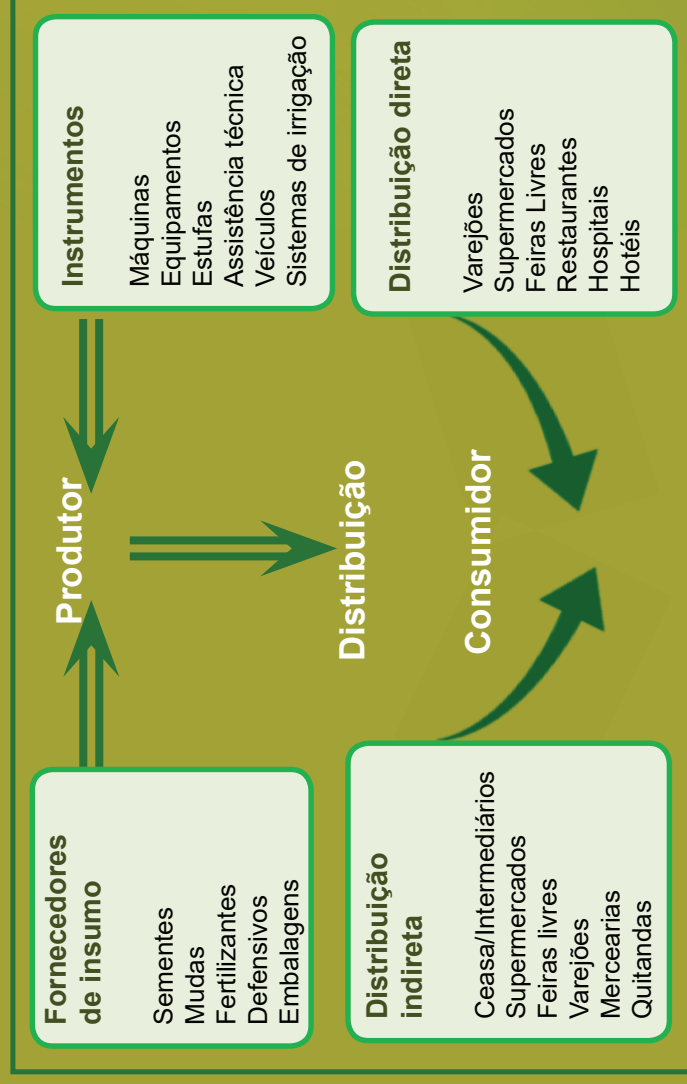 Fornecedores
de insumo
Sementes
Mudas
Fertilizantes
Defensivos
Embalagens
Produtor
Instrumentos
Máquinas
Equipamentos
Estufas
Assistência técnica
Veículos
Sistemas de irrigação
Distribuição
Consumidor
Distribuição
indireta
Ceasa/Intermediários
Supermercados
Feiras livres
Varejões
Mercearias
Quitandas
Distribuição direta
Varejões
Supermercados
Feiras Livres
Restaurantes
Hospitais
Hotéis